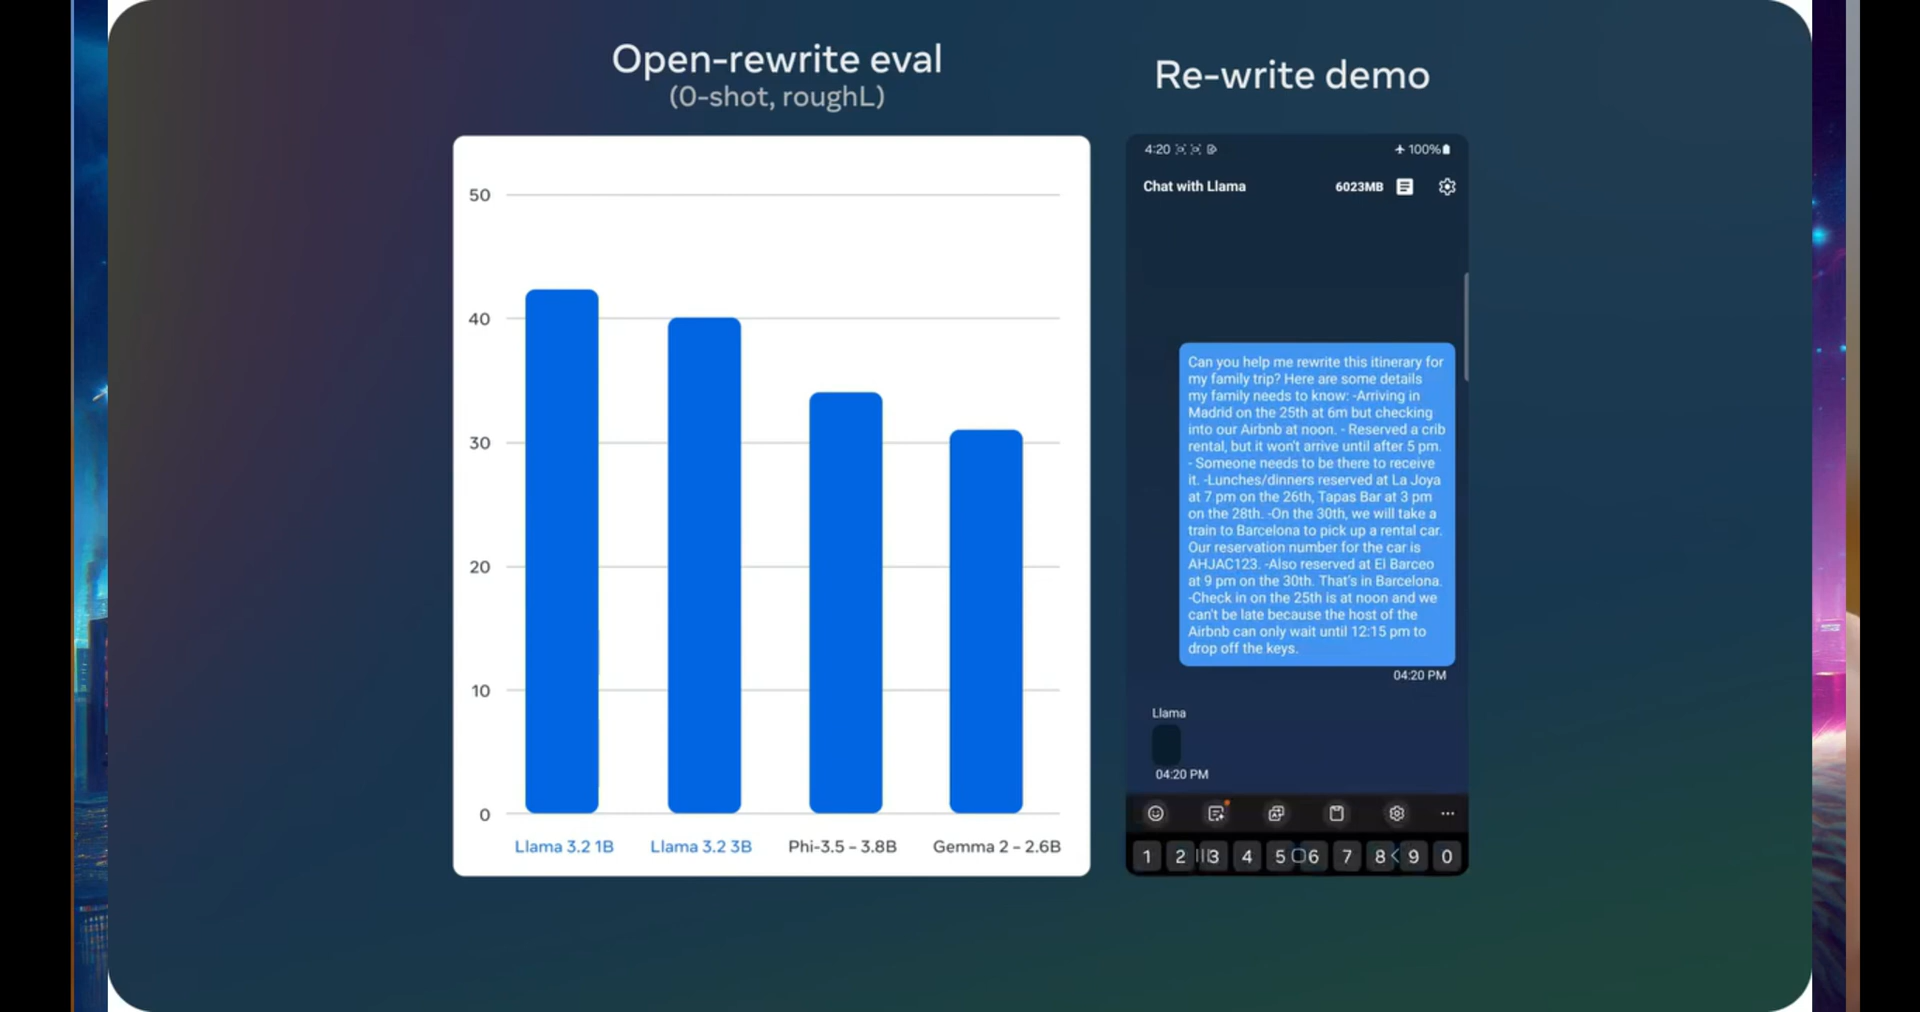 Open-rewrite eval
(0-shot, roughL)
50
40
30
20
10
0
Llama 3.2 1B
Llama 3.2 3B
Phi-3.5 – 3.8B
Gemma 2 – 2.6B
Re-write demo
4:20
100%
Chat with Llama
6023MB
Can you help me rewrite this itinerary for
my family trip? Here are some details
my family needs to know: -Arriving in
Madrid on the 25th at 6m but checking
into our Airbnb at noon. - Reserved a crib
rental, but it won't arrive until after 5 pm.
- Someone needs to be there to receive
it. -Lunches/dinners reserved at La Joya
at 7 pm on the 26th, Tapas Bar at 3 pm
on the 28th. -On the 30th, we will take a
train to Barcelona to pick up a rental car.
Our reservation number for the car is
AHJAC123. -Also reserved at El Barceo
at 9 pm on the 30th. That's in Barcelona.
-Check in on the 25th is at noon and we
can't be late because the host of the
Airbnb can only wait until 12:15 pm to
drop off the keys.
04:20 PM
Llama
04:20 PM
1 2 3 4 5 6 7 8 9 0